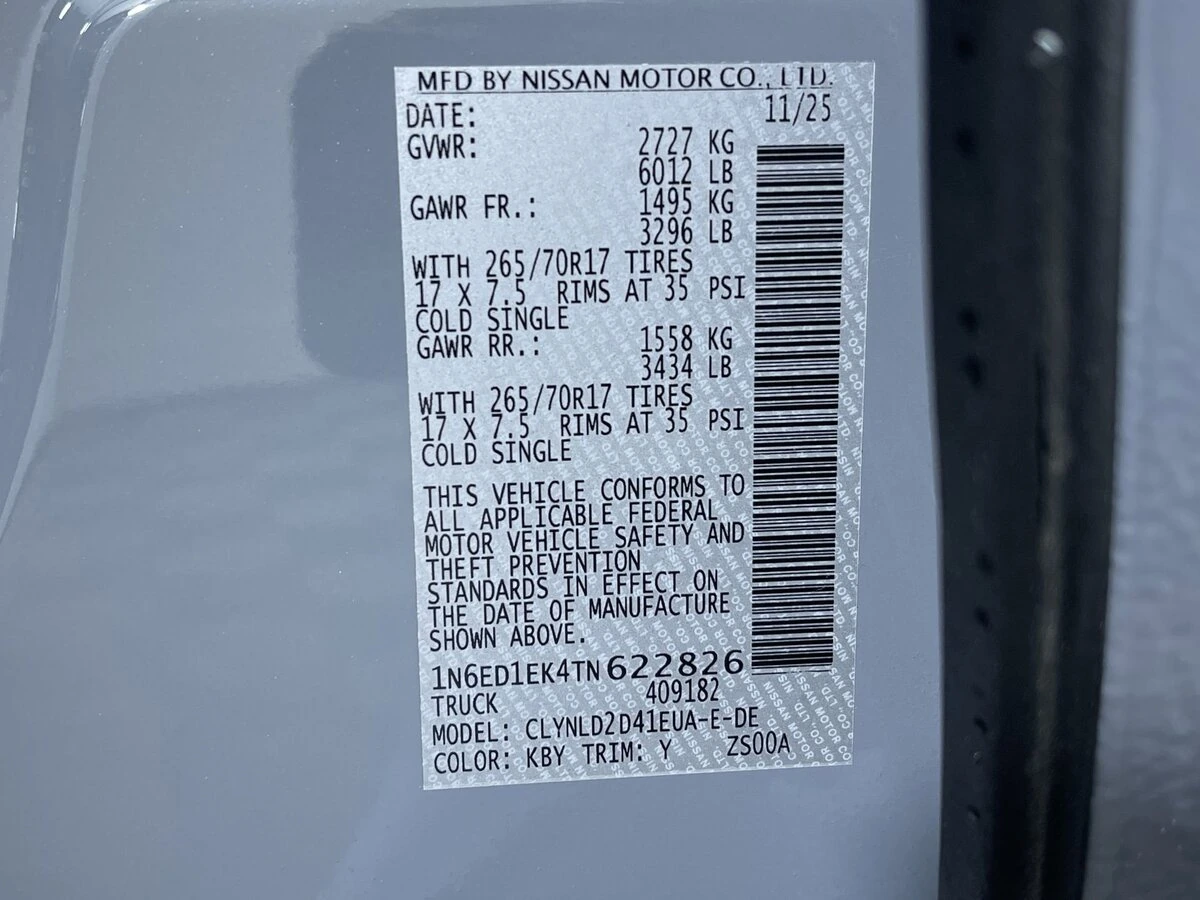 MFD BY NISSAN MOTOR CO., LTD.
DATE: 11/25
GVWR: 2727 KG
6012 LB
GAWR FR.: 1495 KG
3296 LB
WITH 265/70R17 TIRES
17 X 7.5 RIMS AT 35 PSI
COLD SINGLE
GAWR RR.: 1558 KG
3434 LB
WITH 265/70R17 TIRES
17 X 7.5 RIMS AT 35 PSI
COLD SINGLE
THIS VEHICLE CONFORMS TO
ALL APPLICABLE FEDERAL
MOTOR VEHICLE SAFETY AND
THEFT PREVENTION
STANDARDS IN EFFECT ON
THE DATE OF MANUFACTURE
SHOWN ABOVE.
1N6ED1EK4TN622826
TRUCK 409182
MODEL: CLYNLD2D41EUA-E-DE
COLOR: KBY TRIM: Y ZS00A